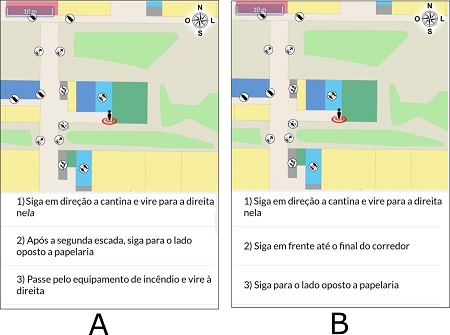 10 m
N
O L
S
1) Siga em direção a cantina e vire para a direita
nela
2) Após a segunda escada, siga para o lado
oposto a papelaria
3) Passe pelo equipamento de incêndio e vire à
direita
A
10 m
N
O L
S
1) Siga em direção a cantina e vire para a direita
nela
2) Siga em frente até o final do corredor
3) Siga para o lado oposto a papelaria
B